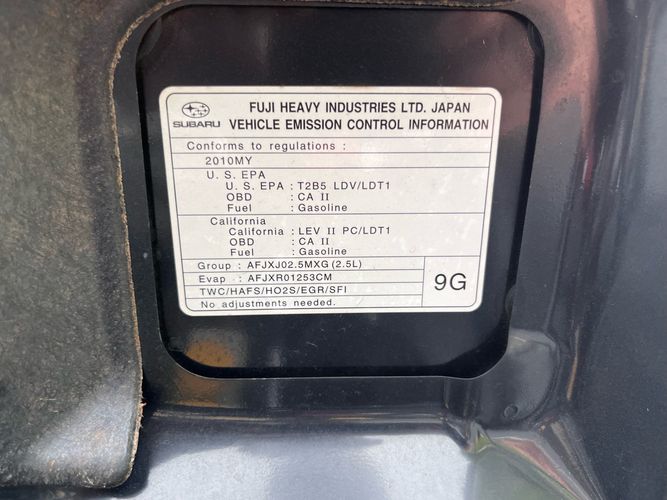 SUBARU
FUJI HEAVY INDUSTRIES LTD. JAPAN
VEHICLE EMISSION CONTROL INFORMATION
Conforms to regulations :
2010MY
U. S. EPA
U. S. EPA : T2B5 LDV/LDT1
OBD : CA II
Fuel : Gasoline
California
California : LEV II PC/LDT1
OBD : CA II
Fuel : Gasoline
Group : AFJXJ02.5MXG (2.5L)
Evap : AFJXR01253CM
TWC/HAFS/HO2S/EGR/SFI
No adjustments needed.
9G